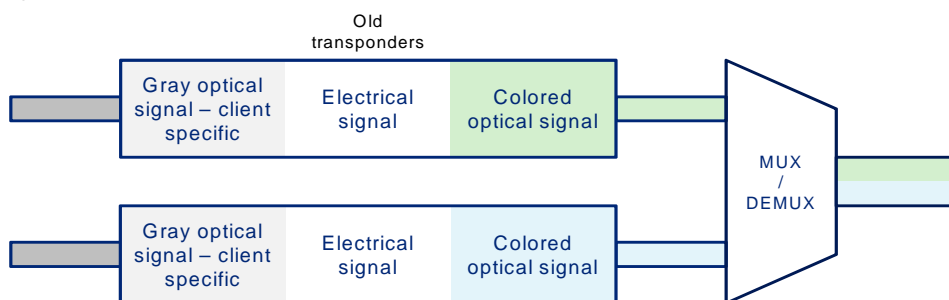 Old
transponders
Gray optical
signal – client
specific
Electrical
signal
Colored
optical signal
MUX
/
DEMUX
Gray optical
signal – client
specific
Electrical
signal
Colored
optical signal